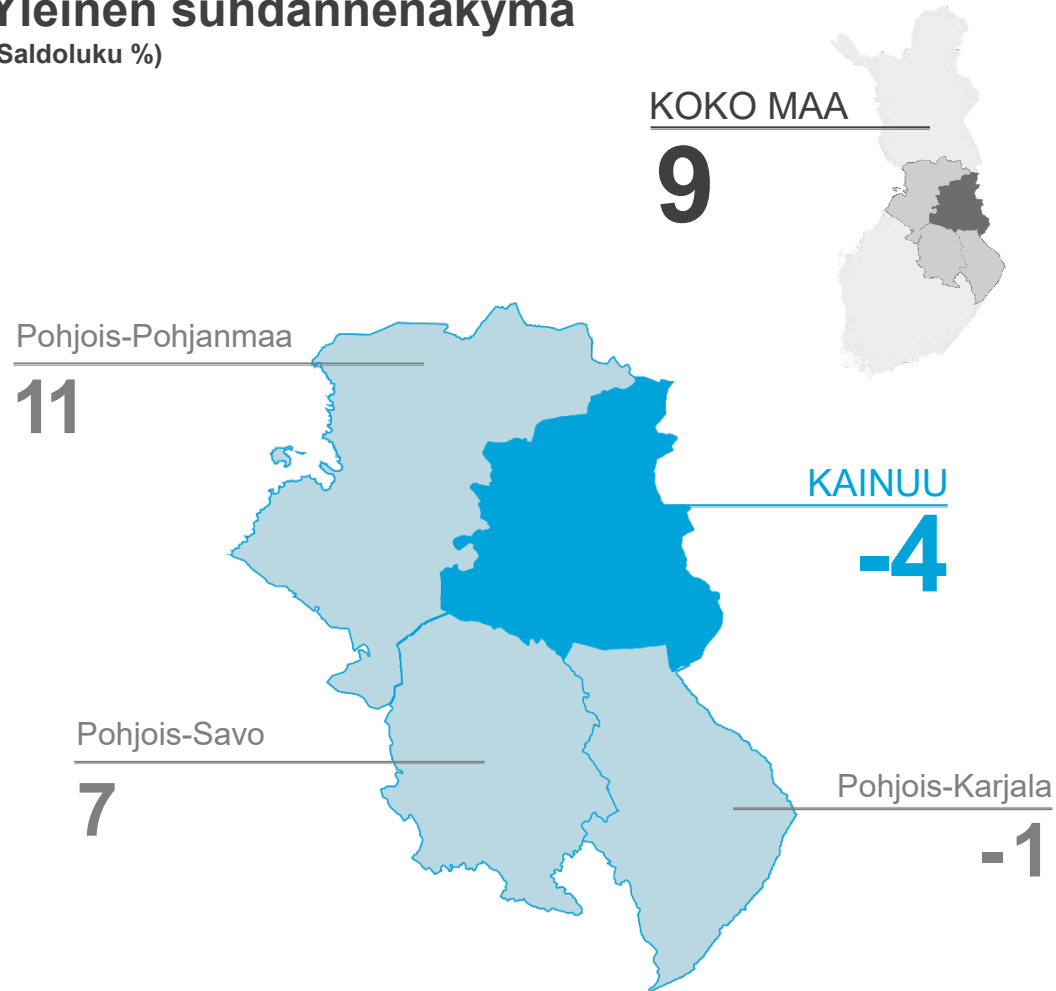 Yleinen suhdannenäkymä
(Saldoluku %)
KOKO MAA
9
Pohjois-Pohjanmaa
11
KAINUU
-4
Pohjois-Savo
7
Pohjois-Karjala
-1